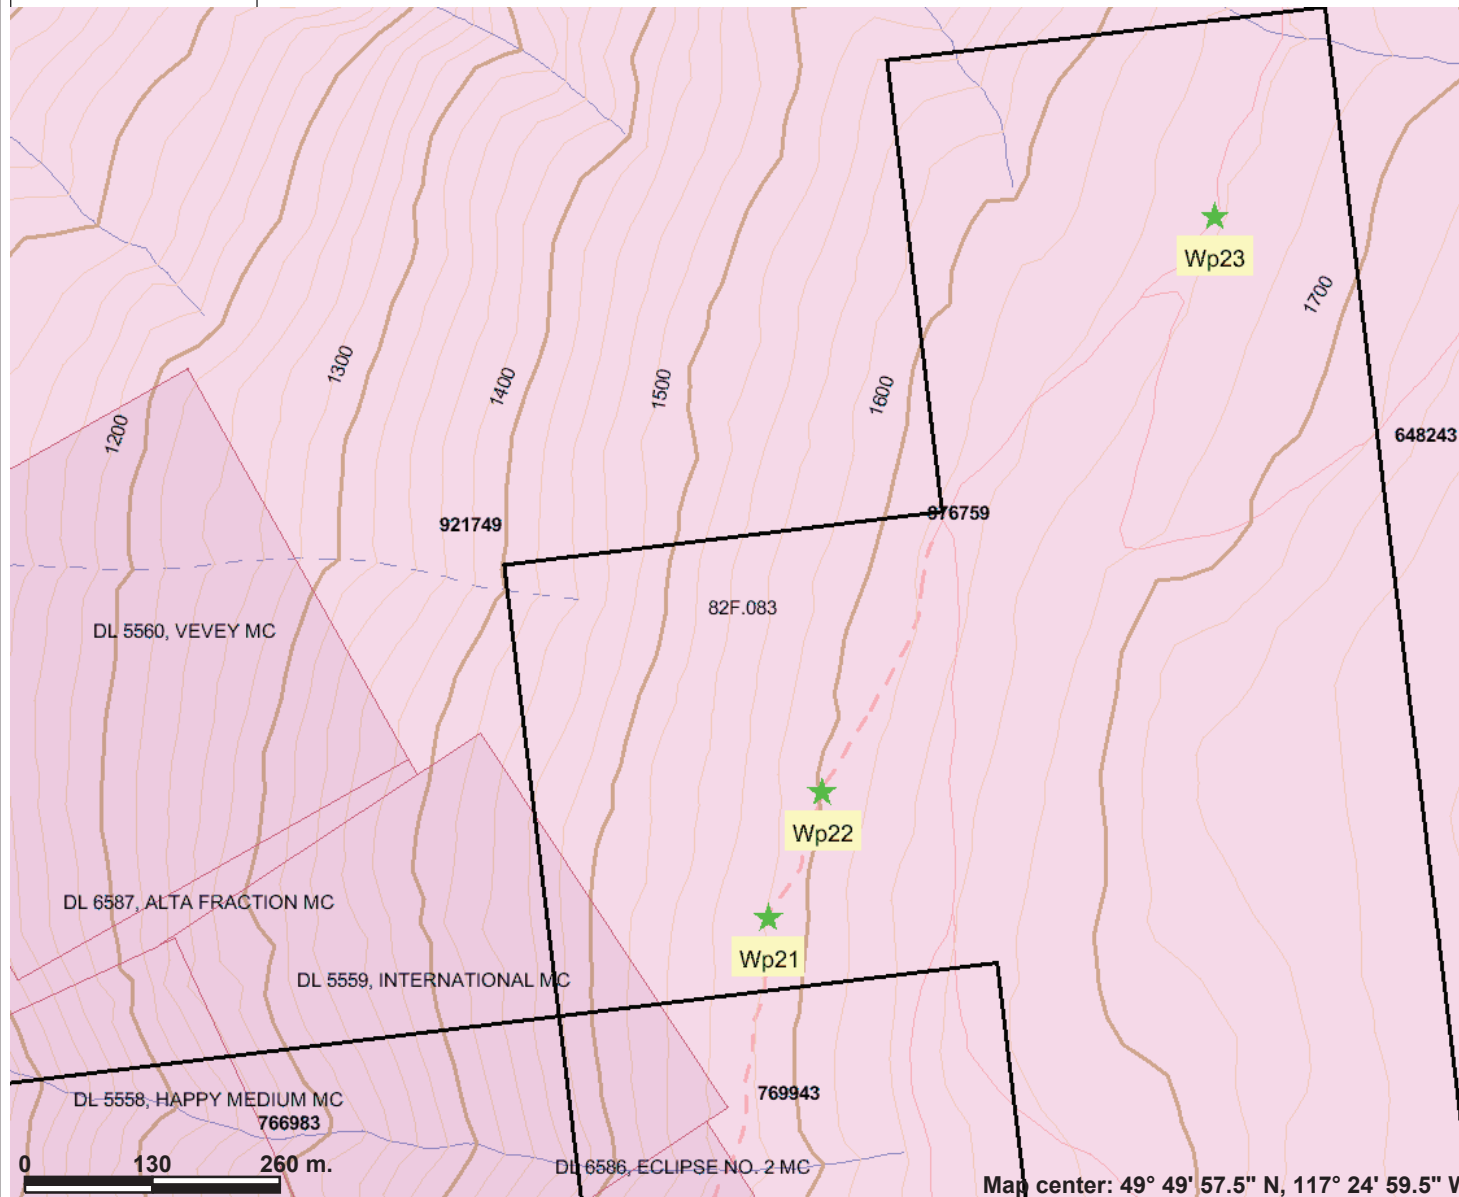 Wp23
1700
1300
1400
1500
1600
1200
648243
921749
976759
82F.083
DL 5560, VEVEY MC
Wp22
DL 6587, ALTA FRACTION MC
Wp21
DL 5559, INTERNATIONAL MC
769943
DL 5558, HAPPY MEDIUM MC
766983
0 130 260 m.
DL 6586, ECLIPSE NO. 2 MC
Map center: 49° 49' 57.5" N, 117° 24' 59.5" W